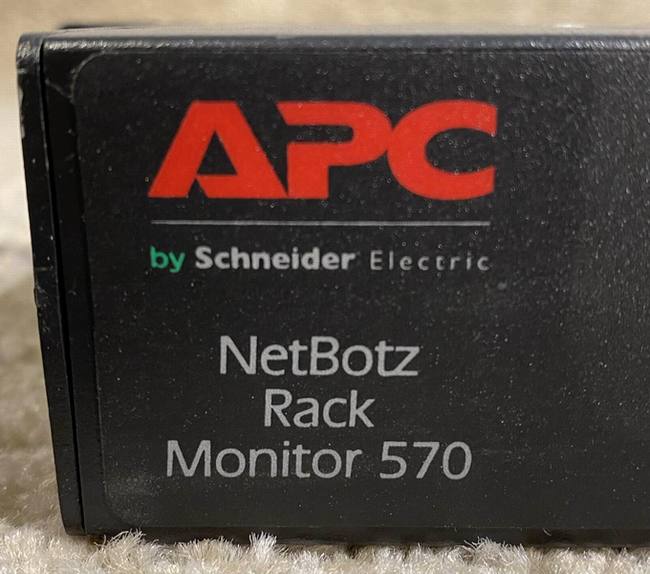 APC
by Schneider Electric
NetBotz
Rack
Monitor 570